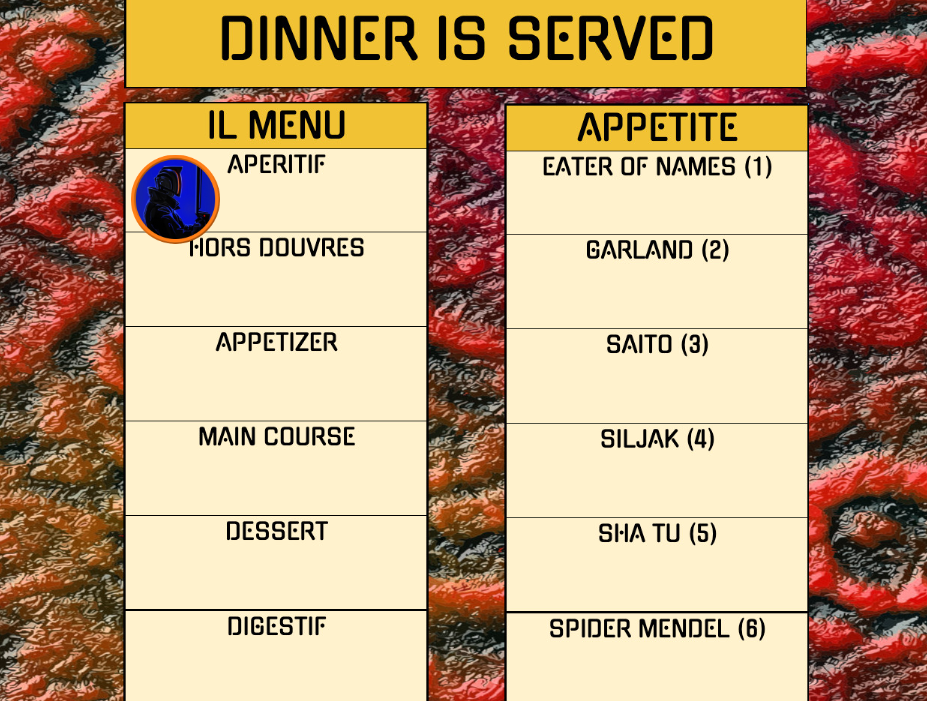 DINNER IS SERVED
IL MENU
APERITIF
HORS DOUVRES
APPETIZER
MAIN COURSE
DESSERT
DIGESTIF
APPETITE
EATER OF NAMES (1)
GARLAND (2)
SAITO (3)
SILJAK (4)
SHA TU (5)
SPIDER MENDEL (6)